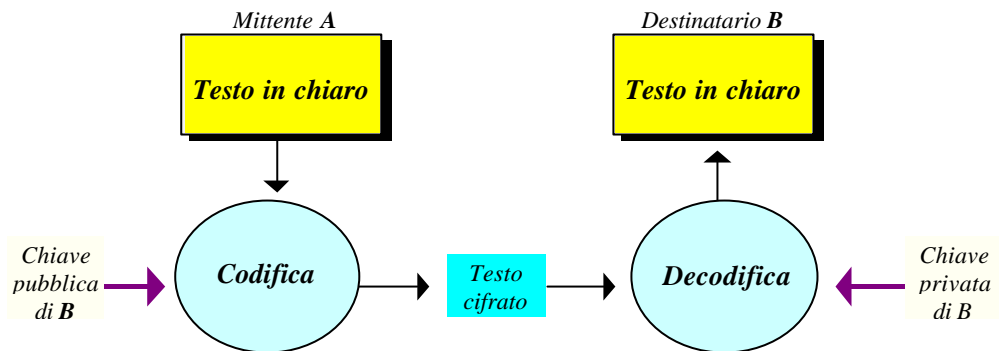 Mittente A
Destinatario B
Testo in chiaro
Testo in chiaro
Chiave
pubblica
di B
Codifica
Testo
cifrato
Decodifica
Chiave
privata
di B